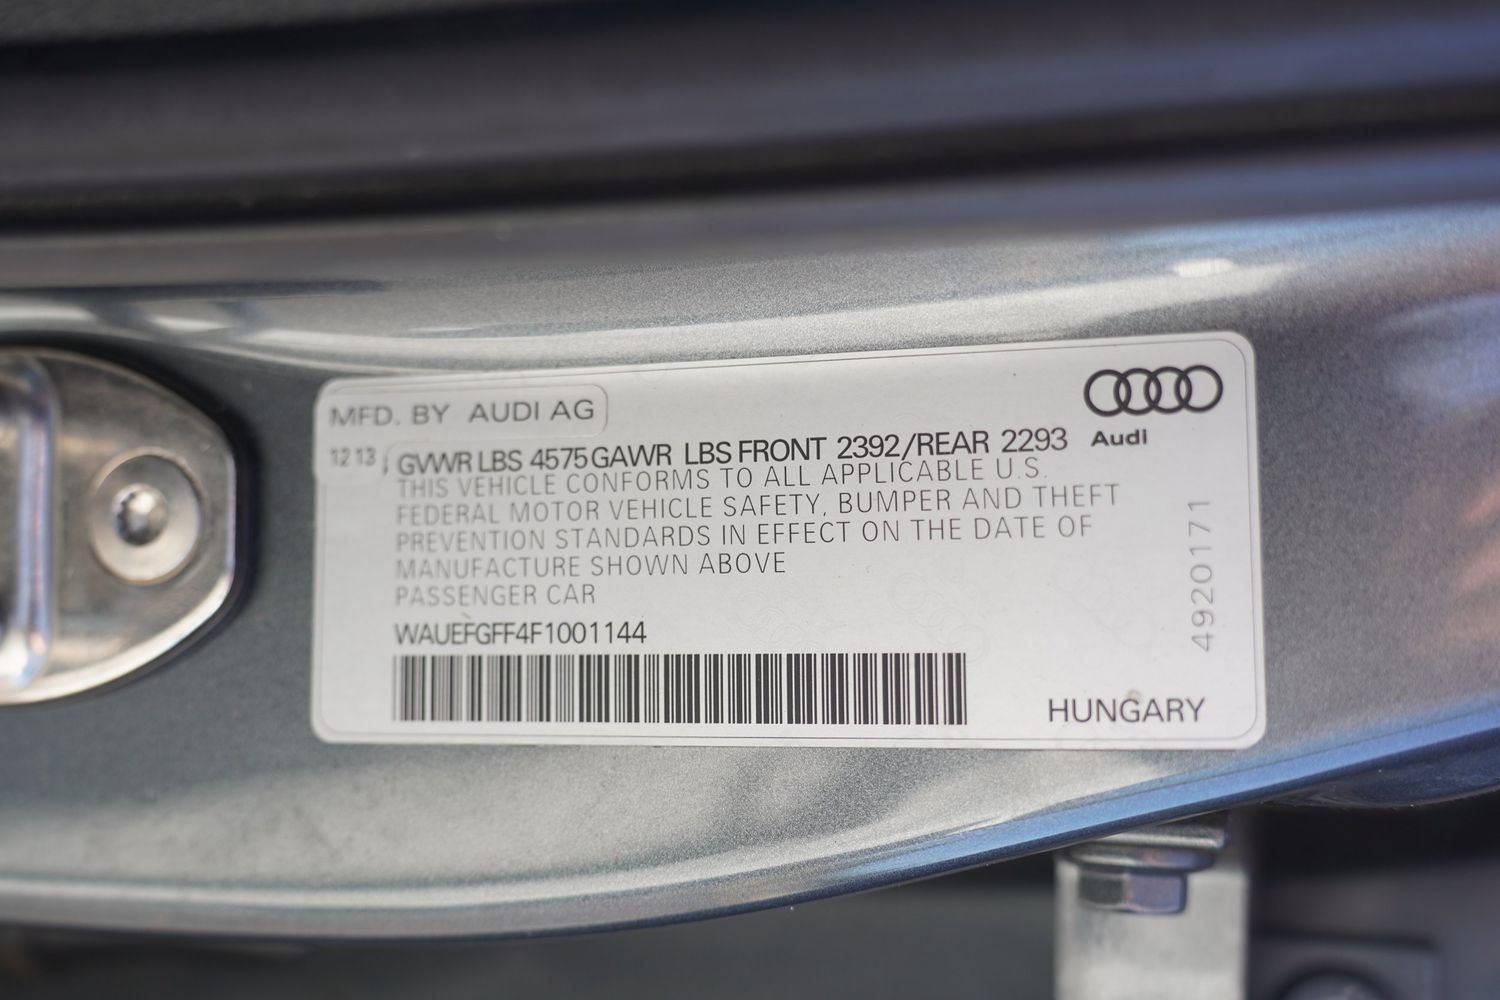 MFD. BY AUDI AG
Audi
12 13
GVWR LBS 4575 GAWR LBS FRONT 2392/REAR 2293
THIS VEHICLE CONFORMS TO ALL APPLICABLE U.S.
FEDERAL MOTOR VEHICLE SAFETY, BUMPER AND THEFT
PREVENTION STANDARDS IN EFFECT ON THE DATE OF
MANUFACTURE SHOWN ABOVE
PASSENGER CAR
WAUEFGFF4F1001144
4920171
HUNGARY